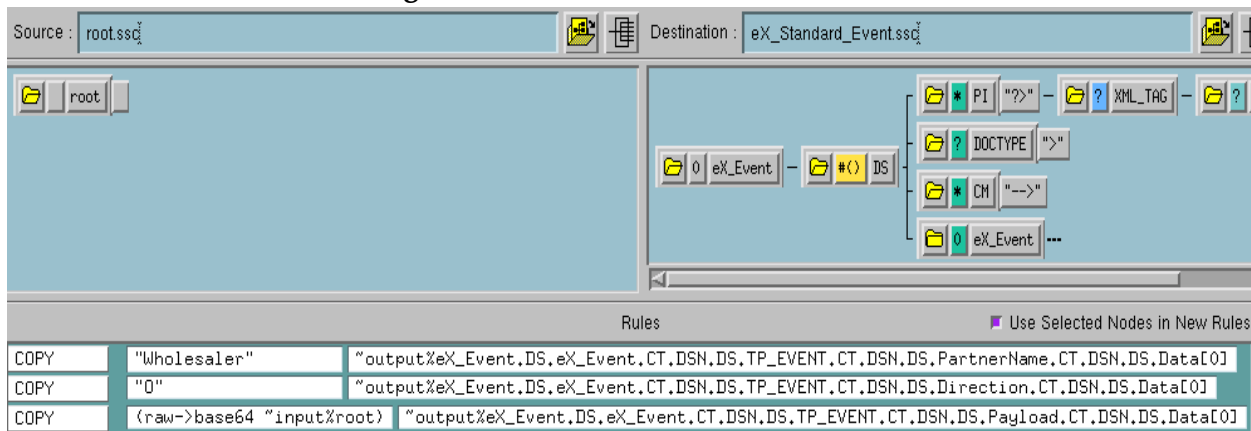 Source : root.ssc Destination : eX_Standard_Event.ssc
root
* PI "?>" ? XML_TAG ?
? DOCTYPE ">"
0 eX_Event #() DS
* CM "-->"
0 eX_Event
Rules Use Selected Nodes in New Rules
COPY "Wholesaler" ~output%eX_Event.DS.eX_Event.CT.DSN.DS.TP_EVENT.CT.DSN.DS.PartnerName.CT.DSN.DS.Data[0]
COPY "O" ~output%eX_Event.DS.eX_Event.CT.DSN.DS.TP_EVENT.CT.DSN.DS.Direction.CT.DSN.DS.Data[0]
COPY (raw->base64 ~input%root) ~output%eX_Event.DS.eX_Event.CT.DSN.DS.TP_EVENT.CT.DSN.DS.Payload.CT.DSN.DS.Data[0]